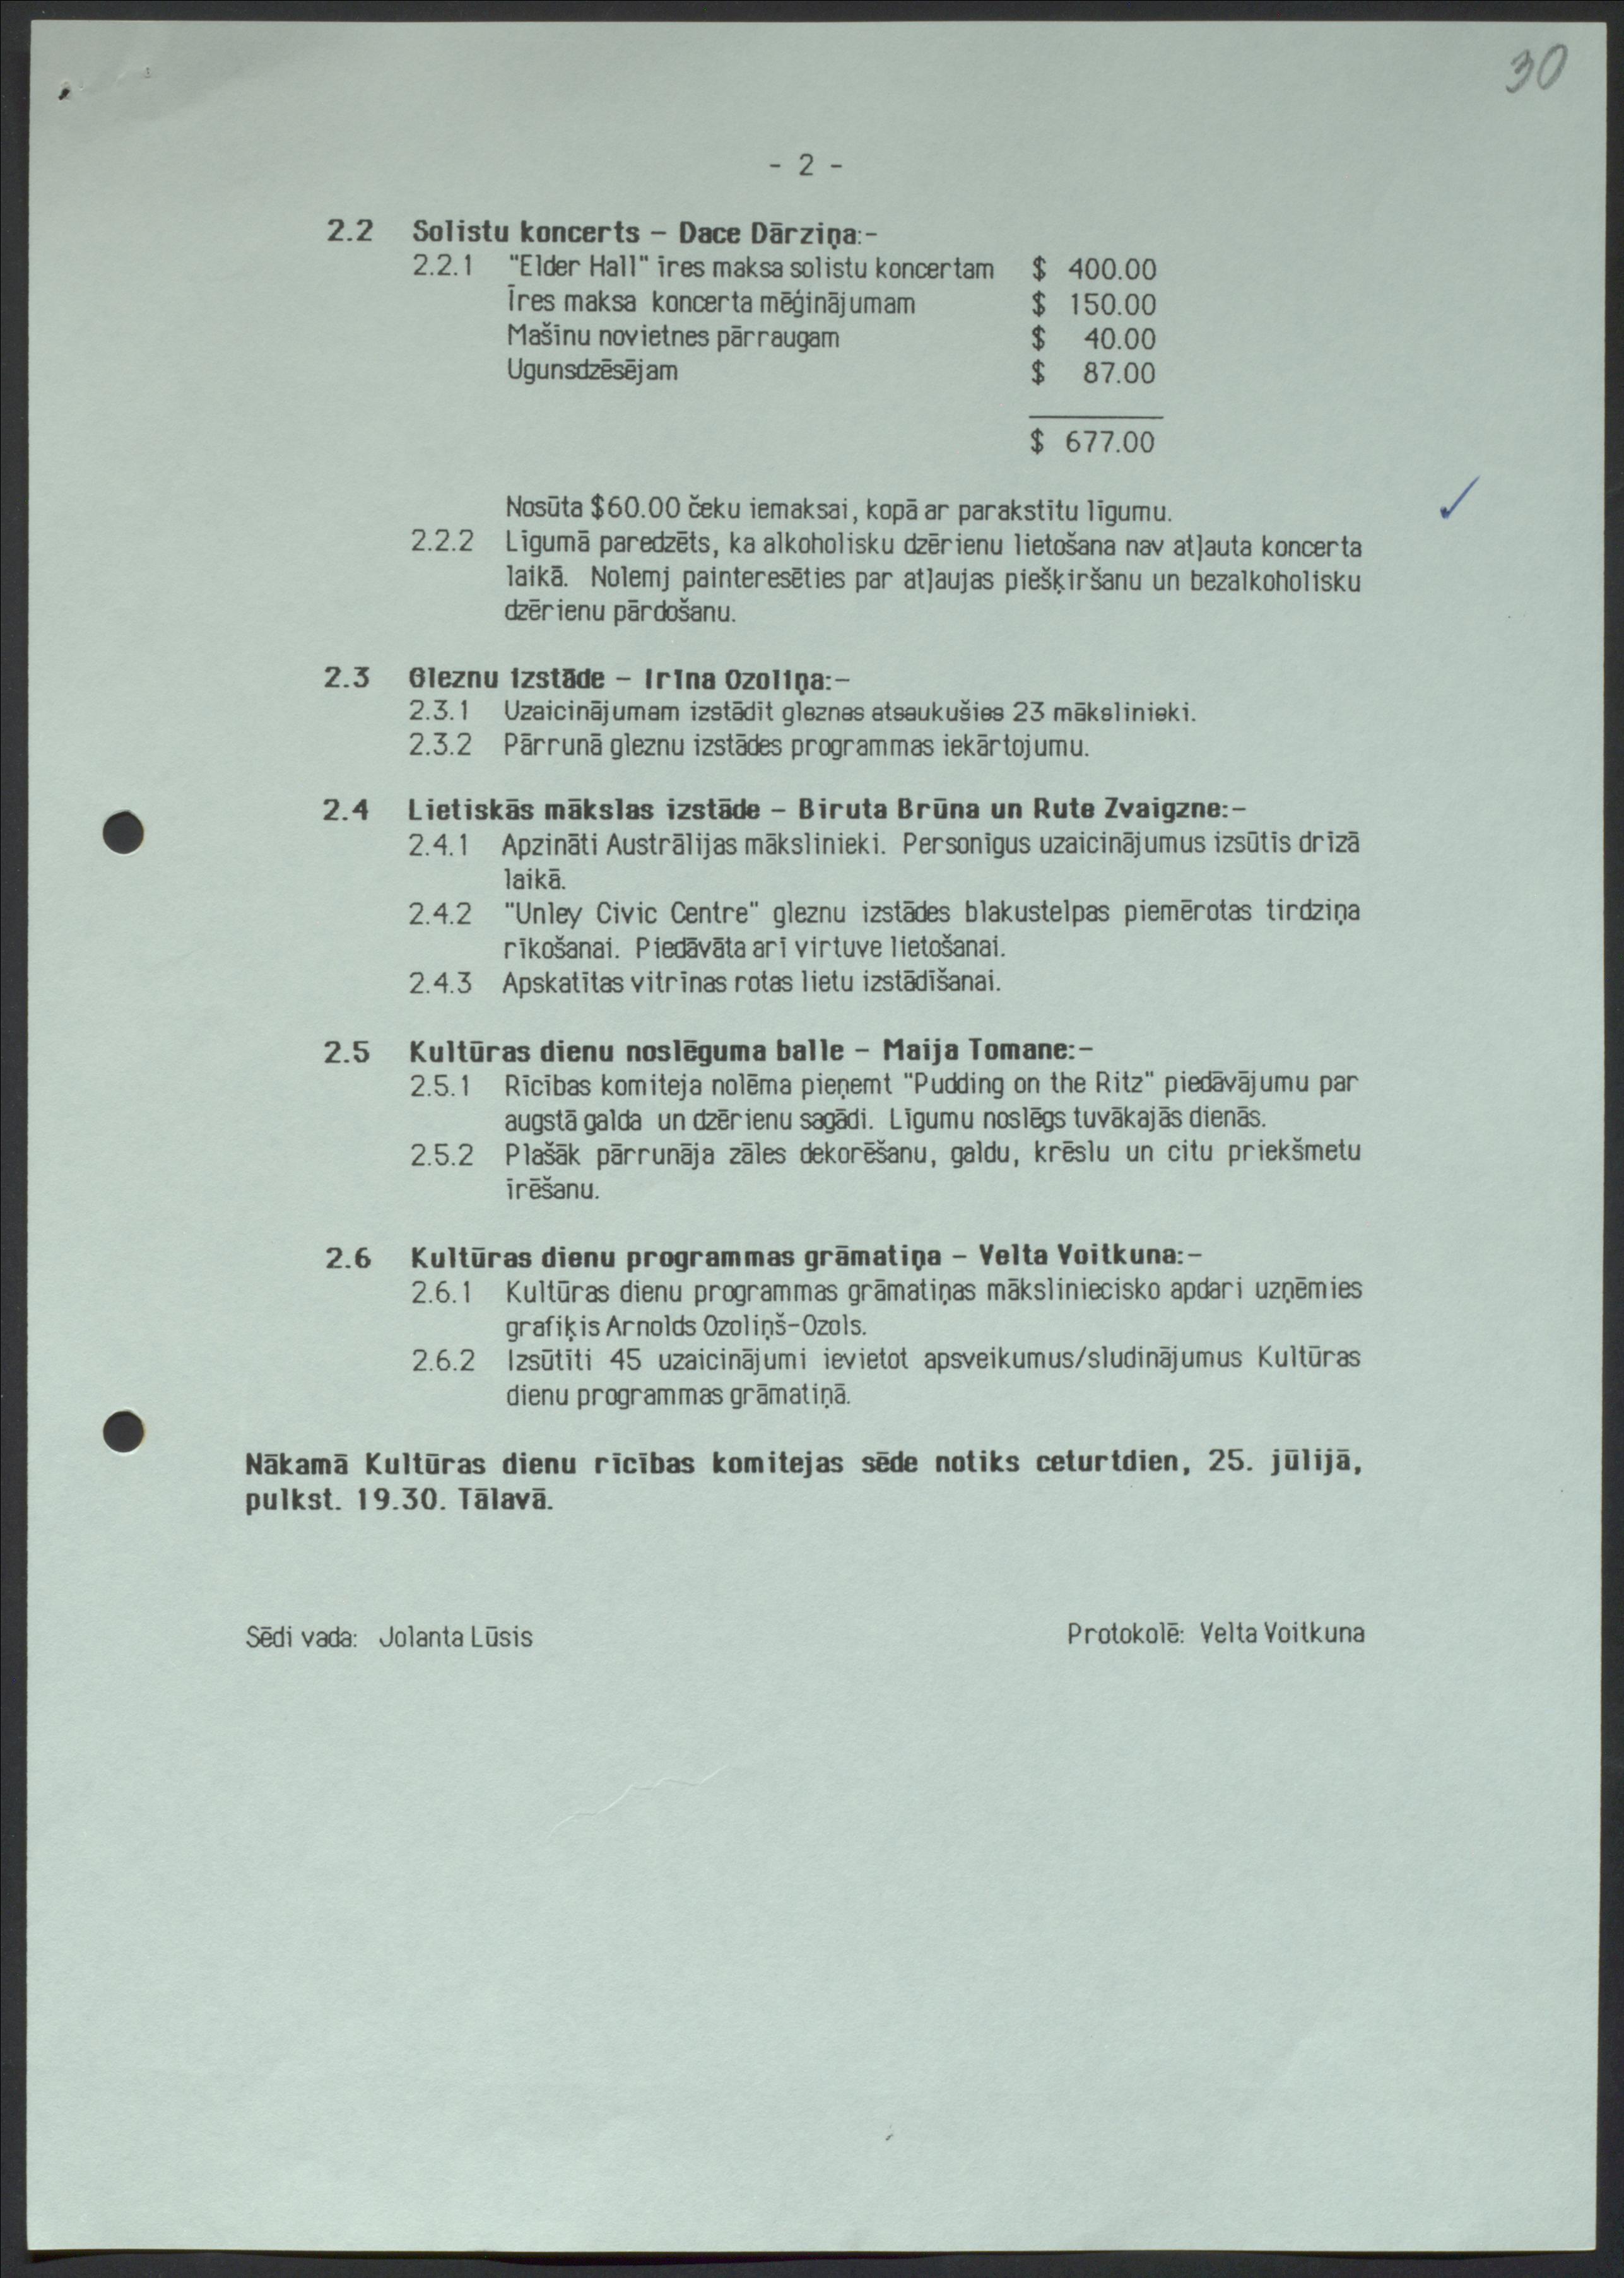 30
- 2 -
2.2 Solistu koncerts – Dace Dārziņa:-
2.2.1 "Elder Hall" īres maksa solistu koncertam $ 400.00
Īres maksa koncerta mēģinājumam $ 150.00
Mašīnu novietnes pārraugam $ 40.00
Ugunsdzēsējam $ 87.00
$ 677.00
Nosūta $60.00 čeku iemaksai, kopā ar parakstītu līgumu. ✓
2.2.2 Līgumā paredzēts, ka alkoholisku dzērienu lietošana nav atļauta koncerta
laikā. Nolemj painteresēties par atļaujas piešķiršanu un bezalkoholisku
dzērienu pārdošanu.
2.3 Gleznu izstāde – Irīna Ozoliņa:-
2.3.1 Uzaicinājumam izstādīt gleznas atsaukušies 23 mākslinieki.
2.3.2 Pārrunā gleznu izstādes programmas iekārtojumu.
2.4 Lietiskās mākslas izstāde – Biruta Brūna un Rute Zvaigzne:-
2.4.1 Apzināti Austrālijas mākslinieki. Personīgus uzaicinājumus izsūtīs drīzā
laikā.
2.4.2 "Unley Civic Centre" gleznu izstādes blakustelpas piemērotas tirdziņa
rīkošanai. Piedāvāta arī virtuve lietošanai.
2.4.3 Apskatītas vitrīnas rotas lietu izstādīšanai.
2.5 Kultūras dienu noslēguma balle – Maija Tomane:-
2.5.1 Rīcības komiteja nolēma pieņemt "Pudding on the Ritz" piedāvājumu par
augstā galda un dzērienu sagādi. Līgumu noslēgs tuvākajās dienās.
2.5.2 Plašāk pārrunāja zāles dekorēšanu, galdu, krēslu un citu priekšmetu
īrēšanu.
2.6 Kultūras dienu programmas grāmatiņa – Velta Voitkuna:-
2.6.1 Kultūras dienu programmas grāmatiņas māksliniecisko apdari uzņēmies
grafiķis Arnolds Ozoliņš-Ozols.
2.6.2 Izsūtīti 45 uzaicinājumi ievietot apsveikumus/sludinājumus Kultūras
dienu programmas grāmatiņā.
Nākamā Kultūras dienu rīcības komitejas sēde notiks ceturtdien, 25. jūlijā,
pulkst. 19.30. Tālavā.
Sēdi vada: Jolanta Lūsis Protokolē: Velta Voitkuna